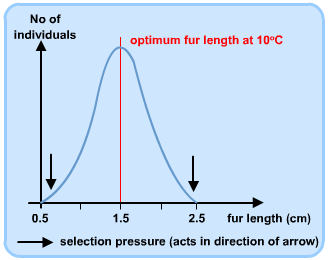 No of
individuals
optimum fur length at 10°C
0.5 1.5 2.5 fur length (cm)
selection pressure (acts in direction of arrow)